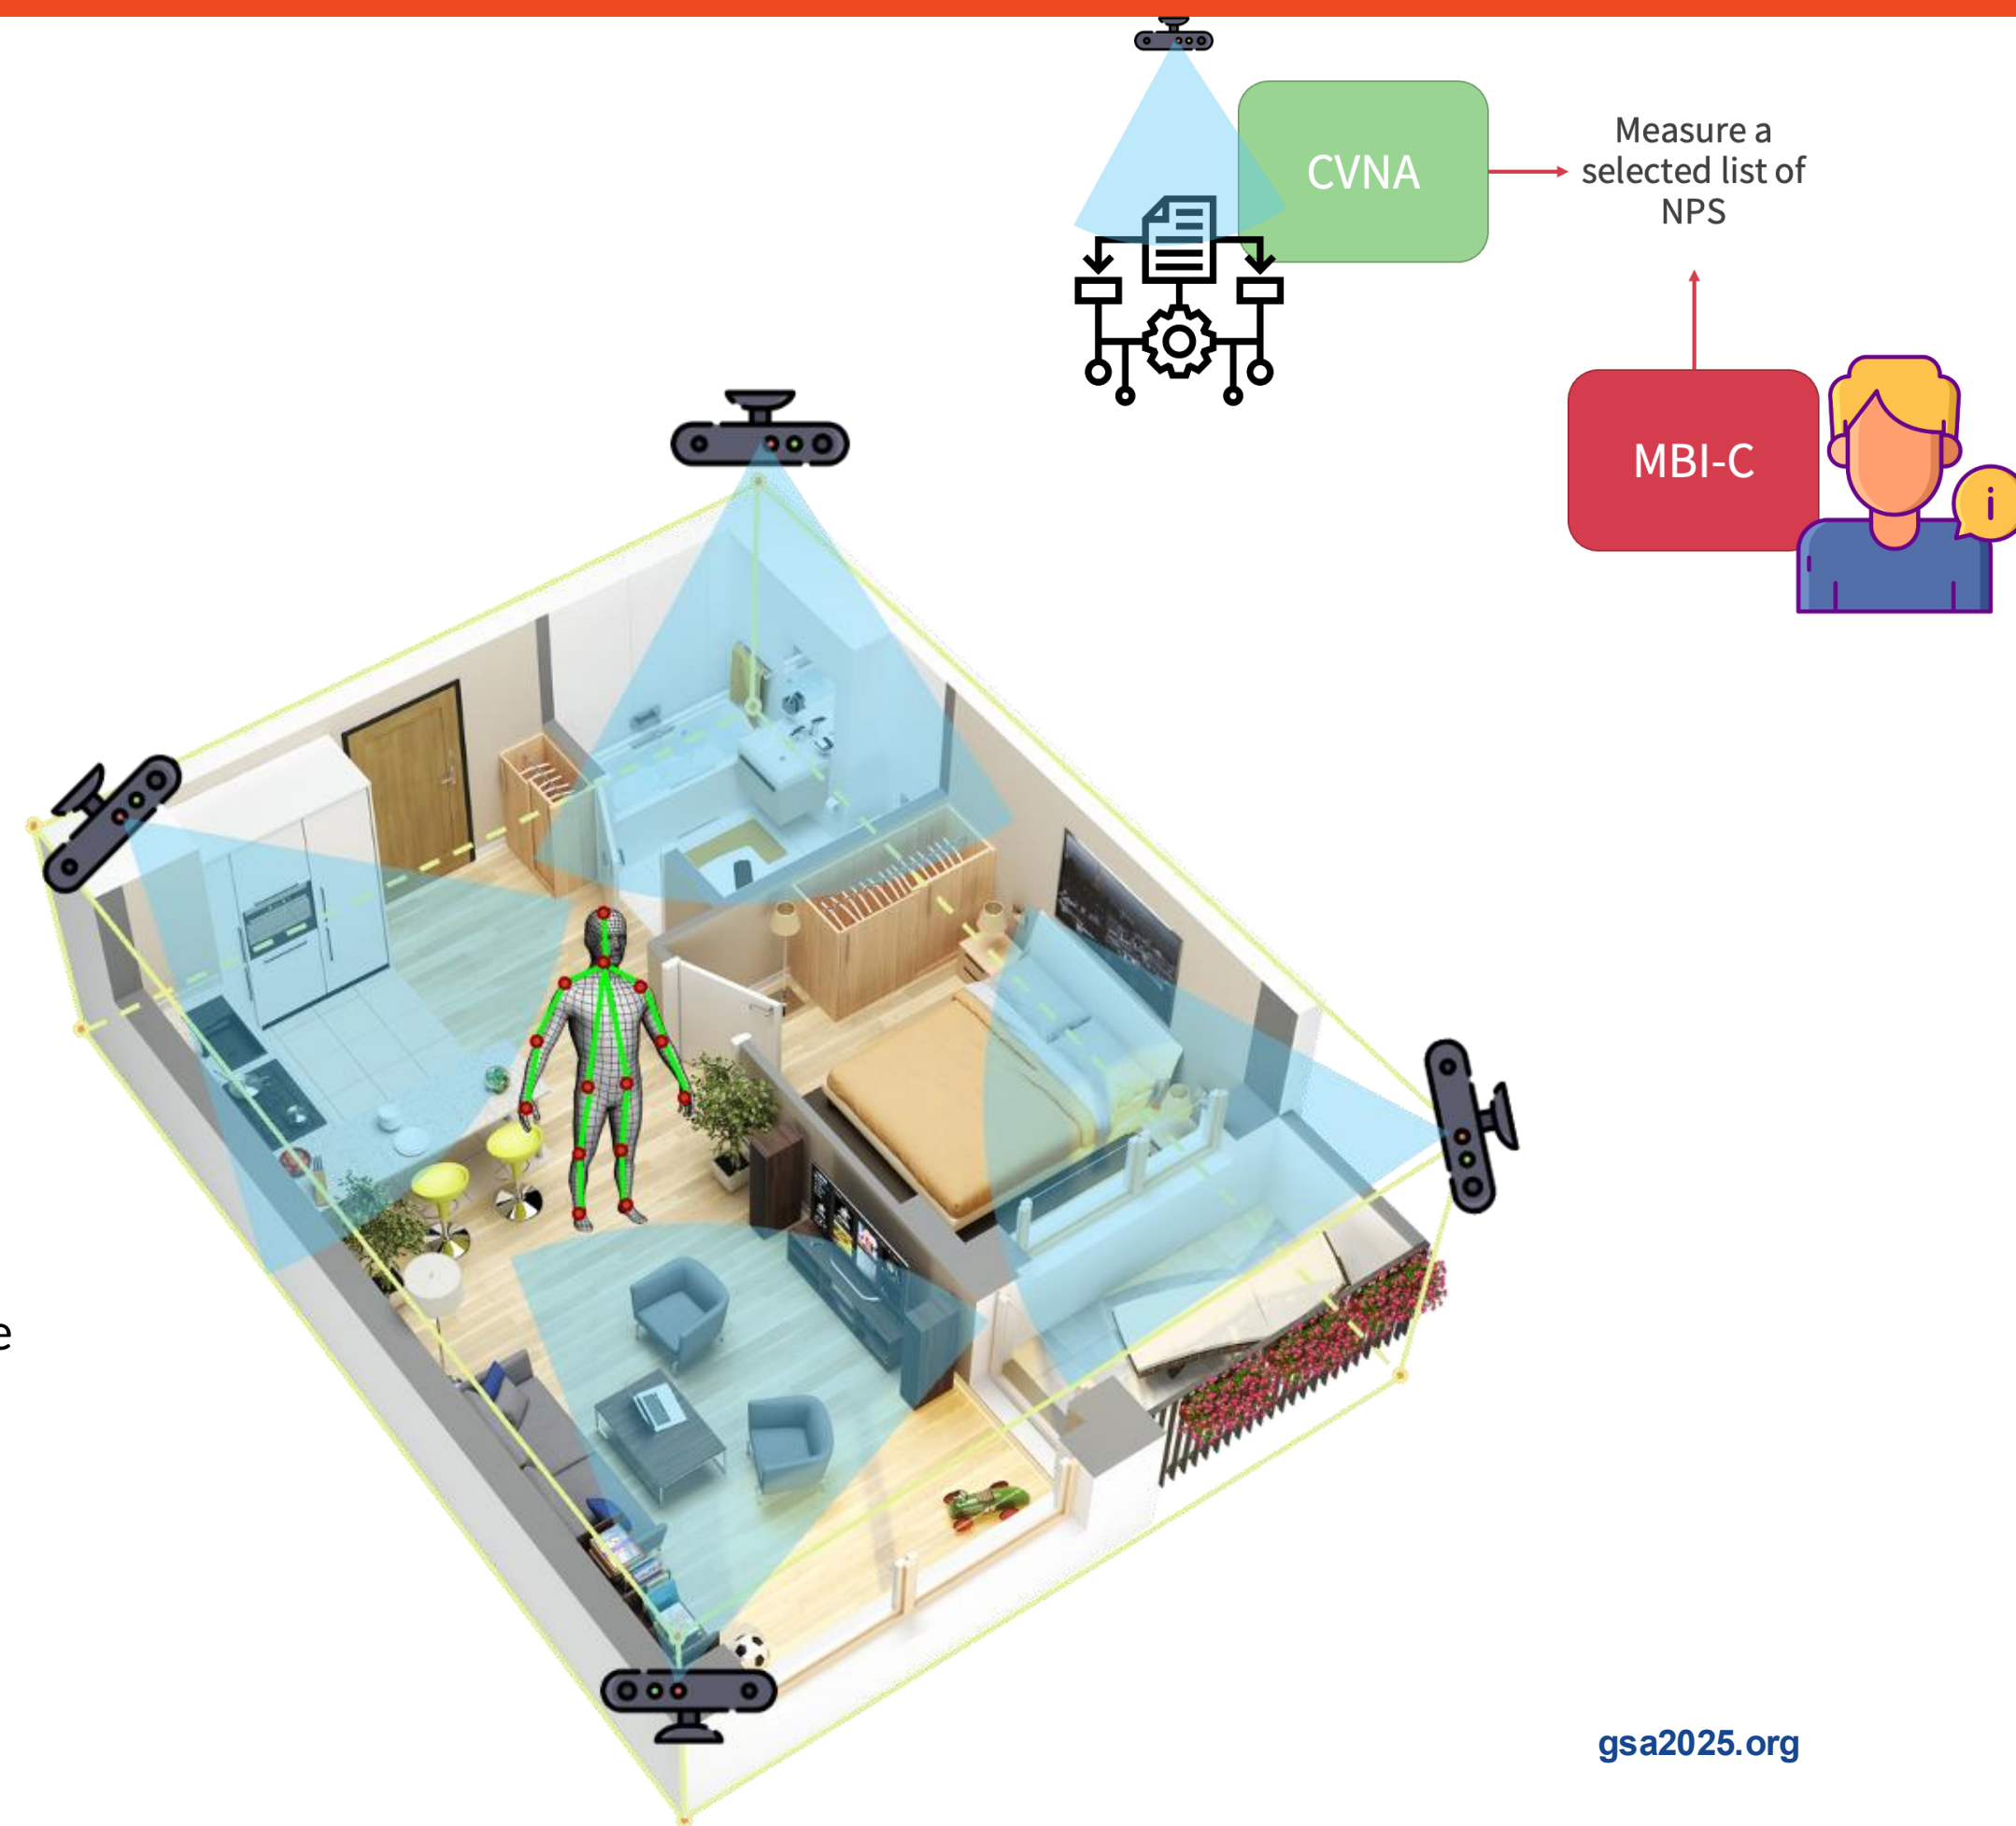 CVNA
Measure a
selected list of
NPS
MBI-C
i
e
gsa2025.org